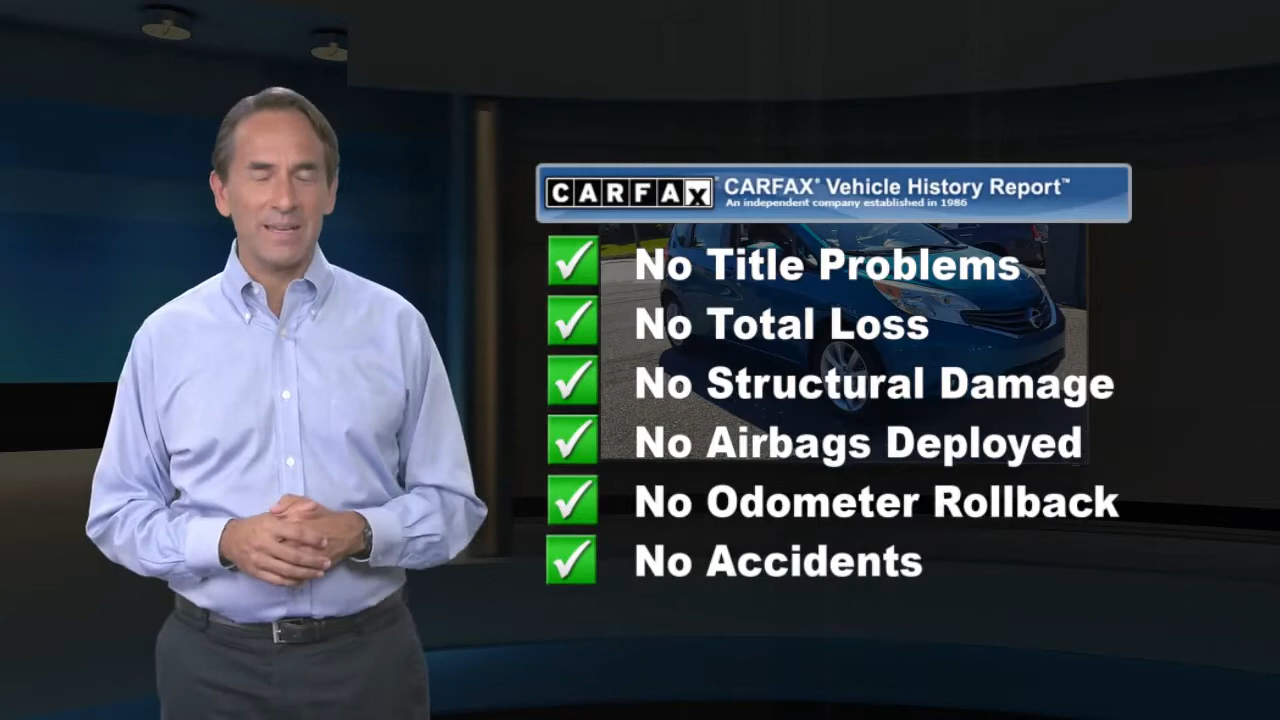 CARFAX® CARFAX® Vehicle History Report™
An independent company established in 1986
No Title Problems
No Total Loss
No Structural Damage
No Airbags Deployed
No Odometer Rollback
No Accidents